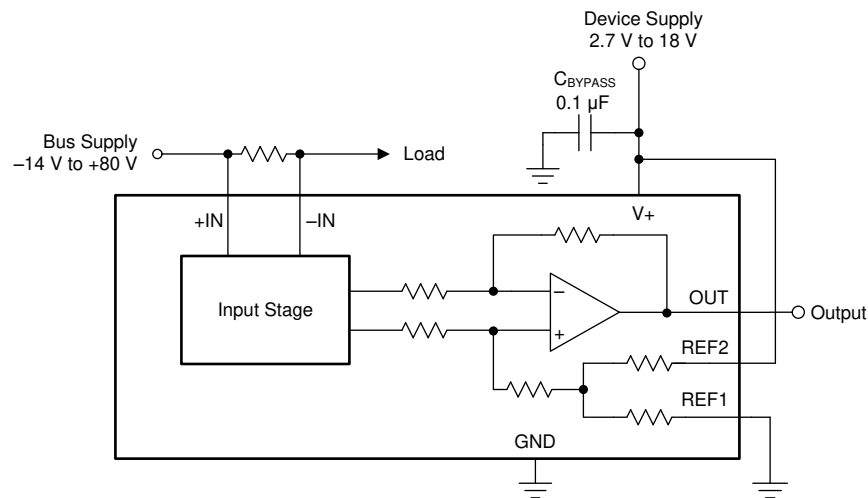 Device Supply
2.7 V to 18 V
C_BYPASS
0.1 µF
Bus Supply
–14 V to +80 V
Load
+IN
–IN
V+
Input Stage
–
+
OUT
Output
REF2
REF1
GND